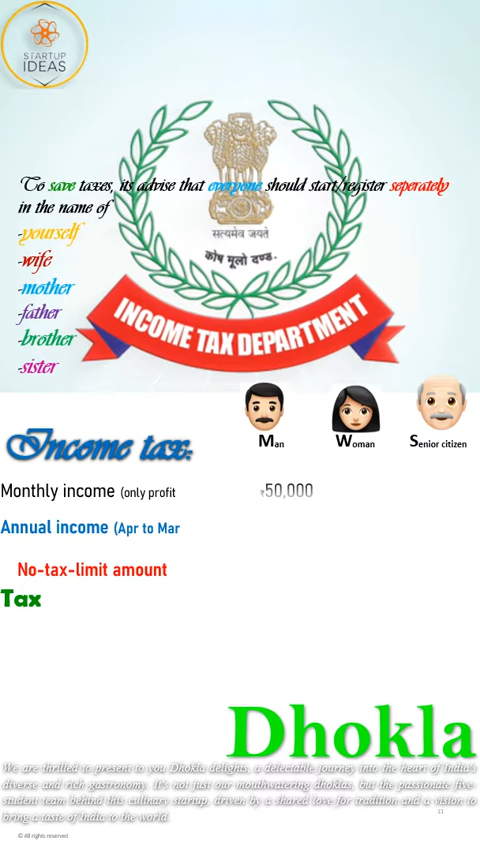 STARTUP
IDEAS
To save taxes, its advise that everyone should start/register seperately
in the name of
-yourself
-wife
-mother
-father
-brother
-sister
सत्यमेव जयते
कोष मूलो दण्ड:
INCOME TAX DEPARTMENT
Man Woman Senior citizen
Income tax:
Monthly income (only profit ₹50,000
Annual income (Apr to Mar
No-tax-limit amount
Tax
Dhokla
We are thrilled to present to you Dhokla delights, a delectable journey into the heart of India's
diverse and rich gastronomy. It's not just our mouthwatering dhoklas, but the passionate five-
student team behind this culinary startup, driven by a shared love for tradition and a vision to
bring a taste of India to the world.
11
© All rights reserved